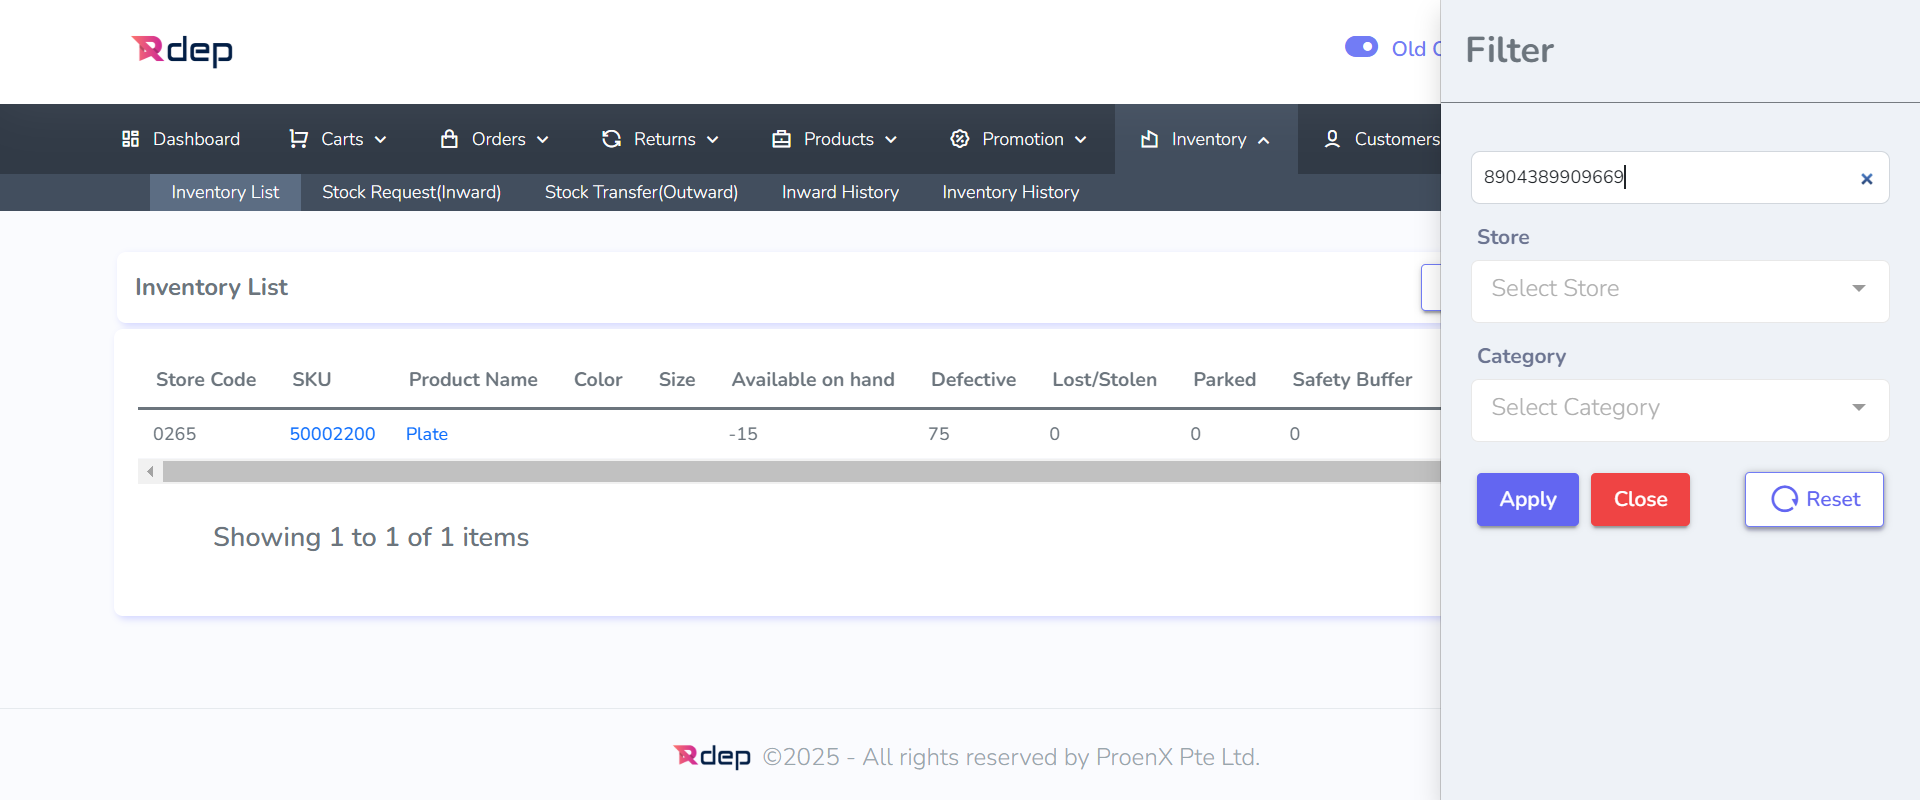 Rdep
Old
Filter
Dashboard Carts Orders Returns Products Promotion Inventory Customers
Inventory List Stock Request(Inward) Stock Transfer(Outward) Inward History Inventory History
8904389909669
Store
Select Store
Category
Select Category
Apply Close Reset
Inventory List
Store Code SKU Product Name Color Size Available on hand Defective Lost/Stolen Parked Safety Buffer
0265 50002200 Plate -15 75 0 0 0
Showing 1 to 1 of 1 items
Rdep ©2025 - All rights reserved by ProenX Pte Ltd.